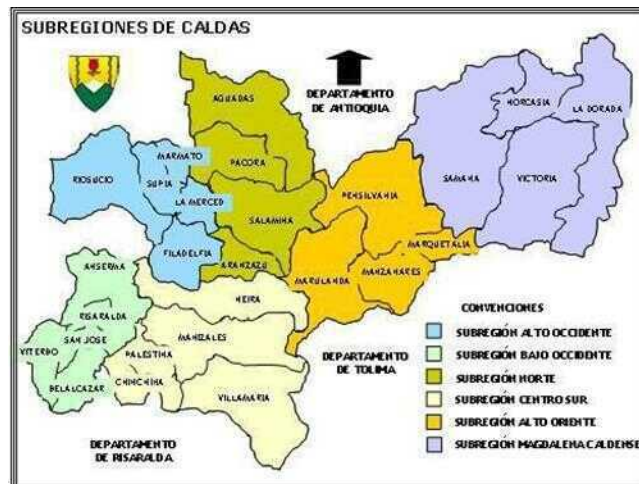 SUBREGIONES DE CALDAS
DEPARTAMENTO
DE ANTIOQUIA
AGUADAS
NORCASIA
LA DORADA
MARMATO
PACORA
RIOSUCIO
SUPIA
SAMANA
VICTORIA
LA MERCED
PENSILVANIA
SALAMINA
FILADELFIA
MARQUETALIA
ANSERMA
ARANZAZU
MARULANDA
MANZANARES
NEIRA
RISARALDA
SAN JOSE
MANIZALES
VITERBO
PALESTINA
BELALCAZAR
CHINCHINA
VILLAMARIA
DEPARTAMENTO
DE TOLIMA
DEPARTAMENTO
DE RISARALDA
CONVENCIONES
SUBREGIÓN ALTO OCCIDENTE
SUBREGIÓN BAJO OCCIDENTE
SUBREGIÓN NORTE
SUBREGIÓN CENTRO SUR
SUBREGIÓN ALTO ORIENTE
SUBREGIÓN MAGDALENA CALDENSE